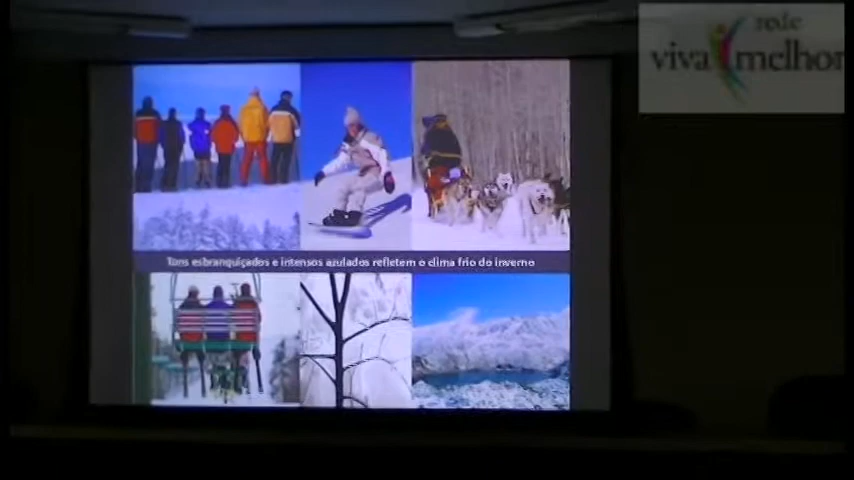 rede
viva melhor
Tons esbranquiçados e intensos azulados refletem o clima frio do inverno